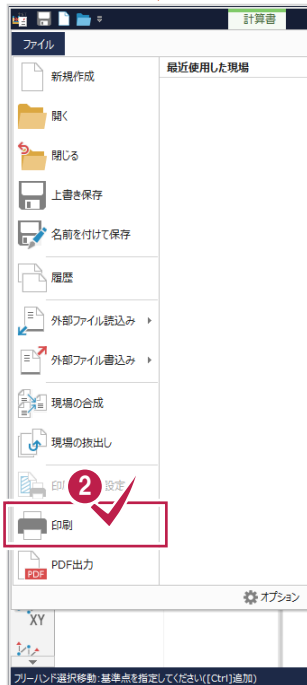 計算書
ファイル
最近使用した現場
新規作成
開く
閉じる
上書き保存
名前を付けて保存
履歴
外部ファイル読込み
外部ファイル書込み
現場の合成
現場の抜出し
2
設定
印刷
PDF出力
PDF
オプション
XY
フリーハンド選択移動:基準点を指定してください([Ctrl]追加)